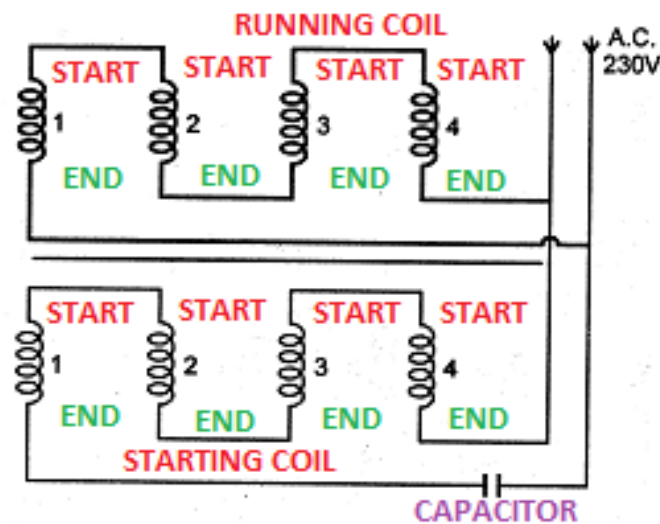 RUNNING COIL
A.C.
230V
START START START START
1 2 3 4
END END END END
START START START START
1 2 3 4
END END END END
STARTING COIL
CAPACITOR